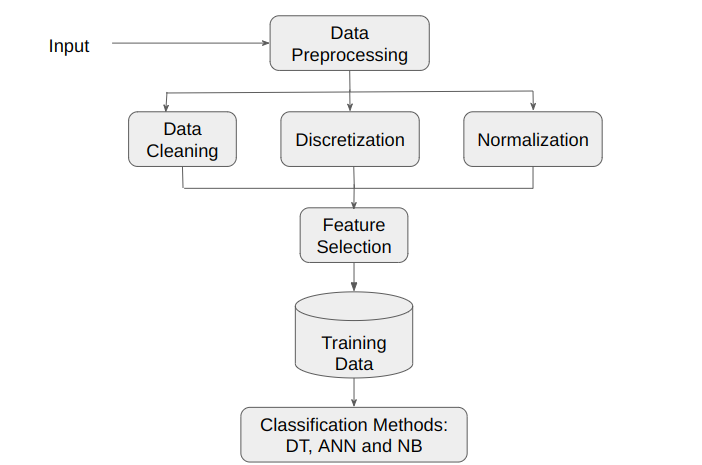 Input
Data
Preprocessing
Data
Cleaning
Discretization
Normalization
Feature
Selection
Training
Data
Classification Methods:
DT, ANN and NB